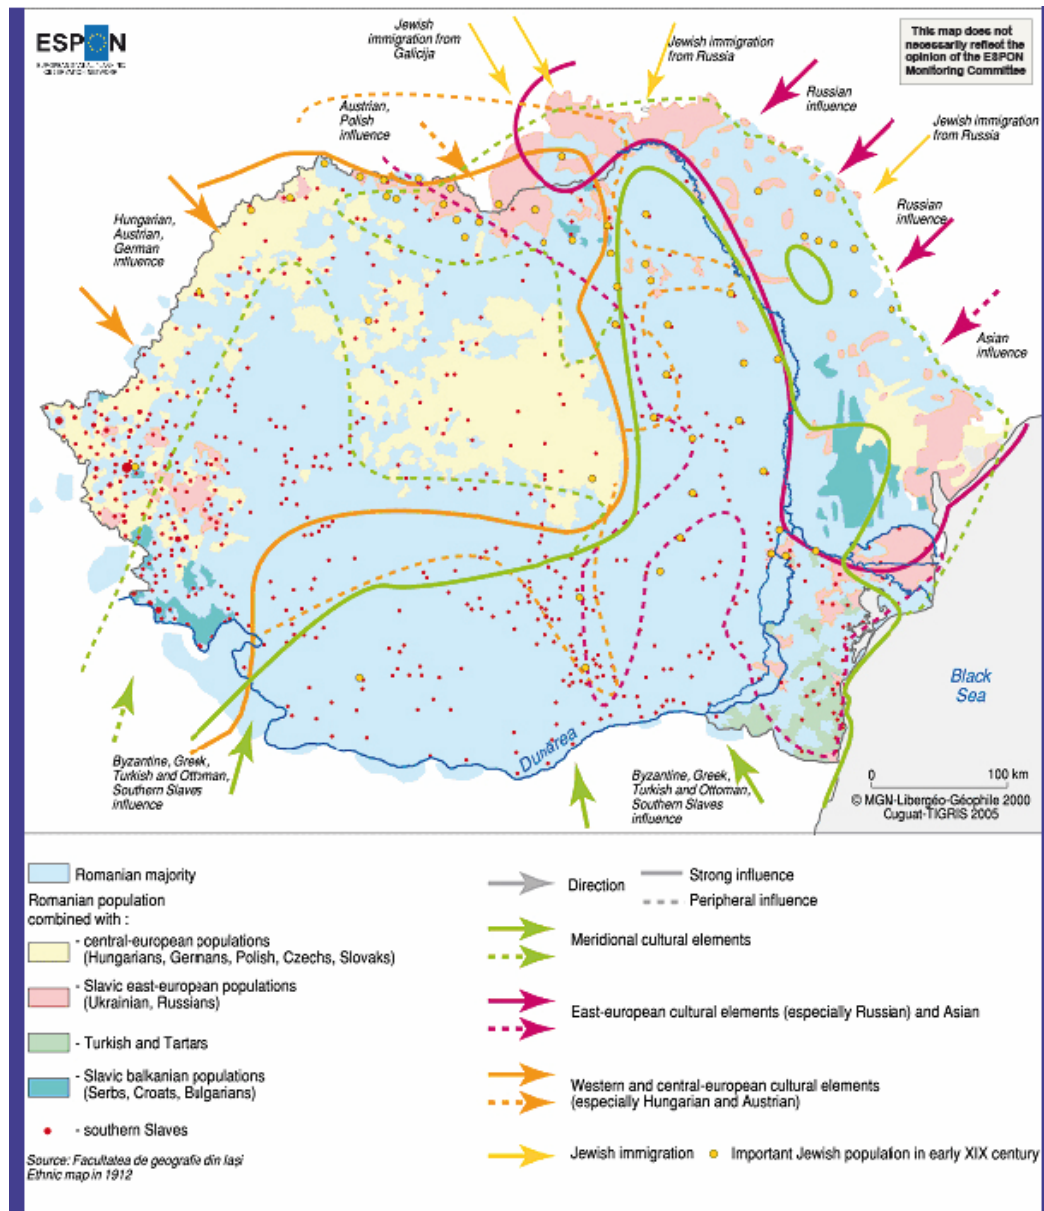 ESPON
EUROPEAN SPATIAL PLANNING
OBSERVATION NETWORK
Jewish
immigration from
Galicija
Jewish immigration
from Russia
This map does not
necessarily reflect the
opinion of the ESPON
Monitoring Committee
Austrian,
Polish
influence
Russian
influence
Jewish immigration
from Russia
Hungarian,
Austrian,
German
influence
Russian
influence
Asian
influence
Black
Sea
Dunarea
Byzantine, Greek,
Turkish and Ottoman,
Southern Slaves
influence
Byzantine, Greek,
Turkish and Ottoman,
Southern Slaves
influence
0 100 km
© MGN-Libergéo-Géophile 2000
Cuguat-TIGRIS 2005
Romanian majority
Romanian population
combined with :
- central-european populations
(Hungarians, Germans, Polish, Czechs, Slovaks)
- Slavic east-european populations
(Ukrainian, Russians)
- Turkish and Tartars
- Slavic balkanian populations
(Serbs, Croats, Bulgarians)
- southern Slaves
Source: Facultatea de geografie din Iaşi
Ethnic map in 1912
Direction
Strong influence
Peripheral influence
Meridional cultural elements
East-european cultural elements (especially Russian) and Asian
Western and central-european cultural elements
(especially Hungarian and Austrian)
Jewish immigration
Important Jewish population in early XIX century